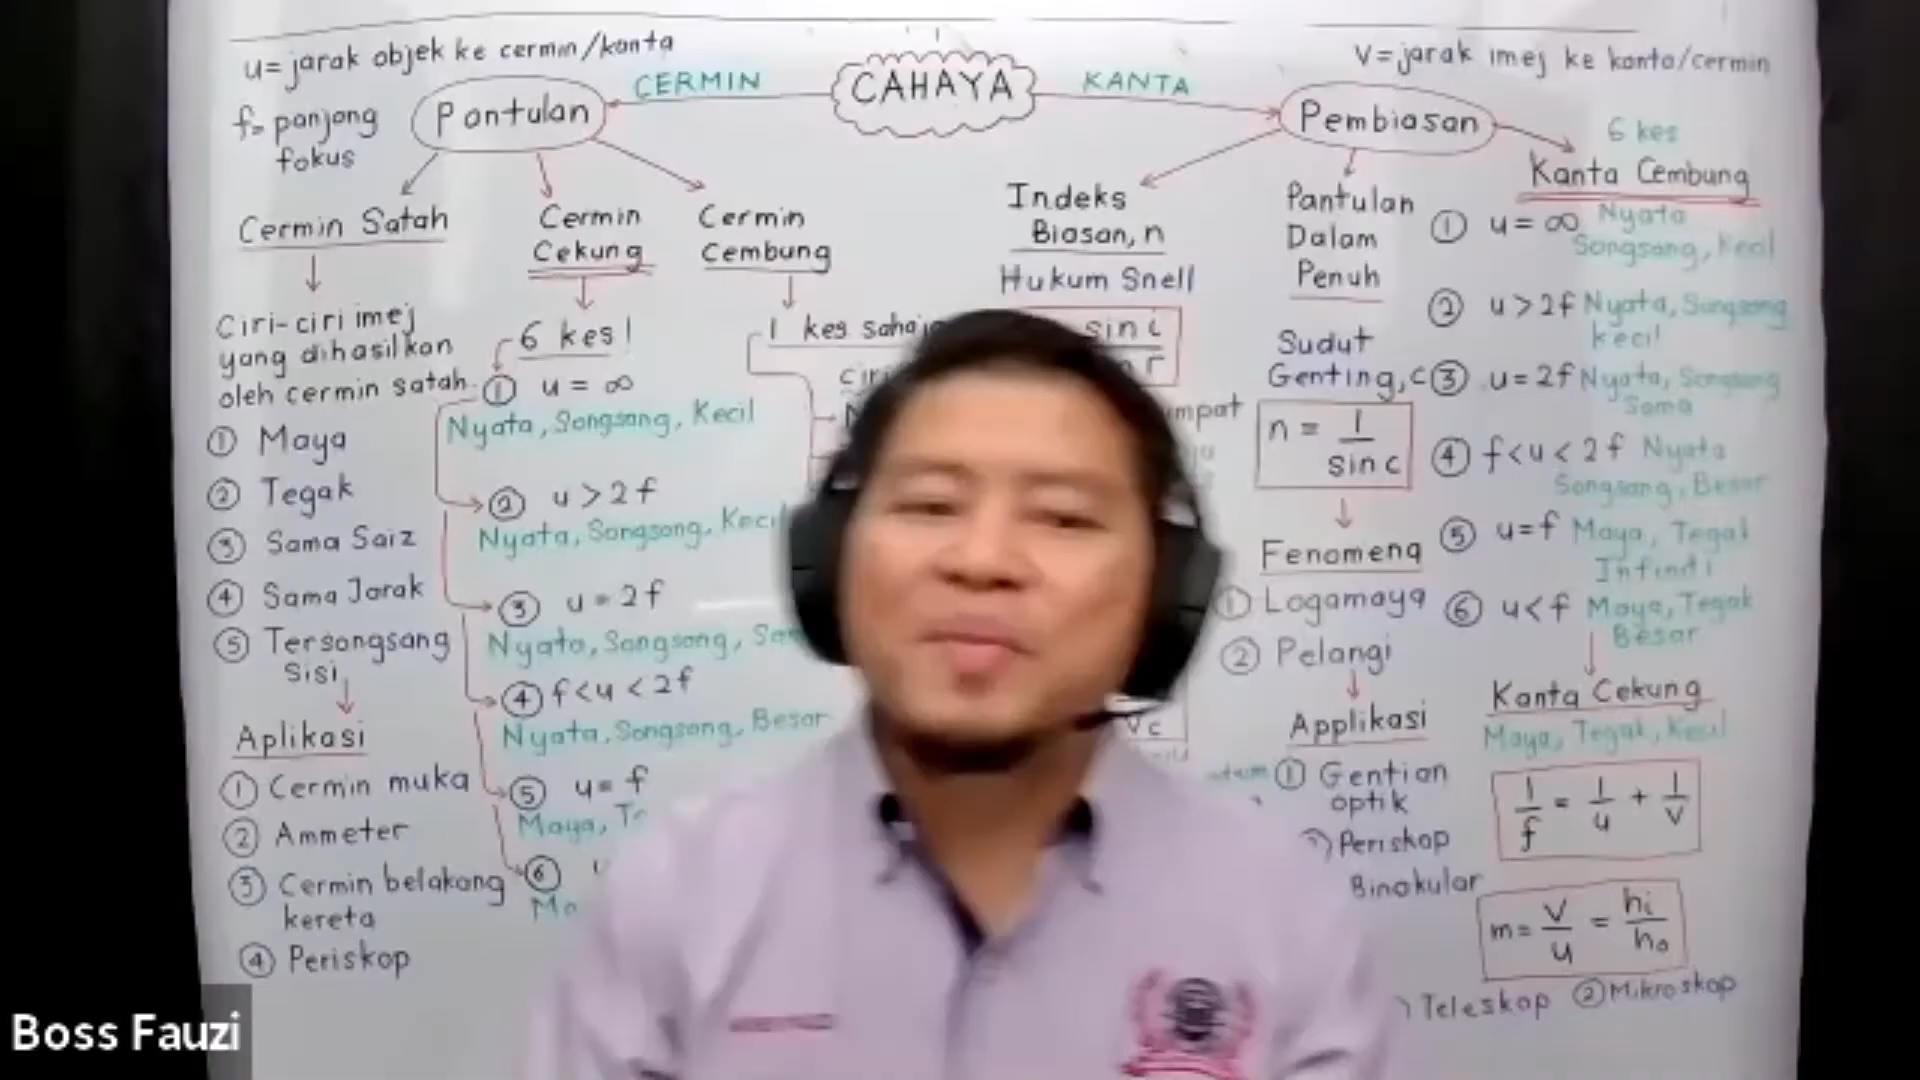 u = jarak objek ke cermin/kanta
V = jarak imej ke kanta/cermin
CERMIN
CAHAYA
KANTA
f = panjang
fokus
Pantulan
Pembiasan
Cermin Satah
Ciri-ciri imej
yang dihasilkan
oleh cermin satah
① Maya
② Tegak
③ Sama Saiz
④ Sama Jarak
⑤ Tersongsang
Sisi
Aplikasi
① Cermin muka
② Ammeter
③ Cermin belakang
kereta
④ Periskop
Cermin
Cekung
6 kes!
① u = ∞
Nyata, Songsang, Kecil
② u > 2f
Nyata, Songsang, Kecil
③ u = 2f
Nyata, Songsang,
④ f < u < 2f
Nyata, Songsang, Besar
⑤ u = f
Maya,
⑥
Cermin
Cembung
1 kes
Indeks
Biasan, n
Hukum Snell
sin i
r
Pantulan
Dalam
Penuh
Sudut
Genting, c
n = 1
sin c
Fenomena
① Logamaya
② Pelangi
Applikasi
① Gentian
optik
Periskop
Binokular
6 kes
Kanta Cembung
① u = ∞ Nyata
Songsang, Kecil
② u > 2f Nyata, Songsang
kecil
③ u = 2f Nyata, Songsang
Sama
④ f < u < 2f Nyata
Songsang, Besar
⑤ u = f Maya, Tegak
Infiniti
⑥ u < f Maya, Tegak
Besar
Kanta Cekung
Maya, Tegak, Kecil
1/f = 1/u + 1/v
m = v/u = hi/ho
Teleskop ② Mikroskop
Boss Fauzi